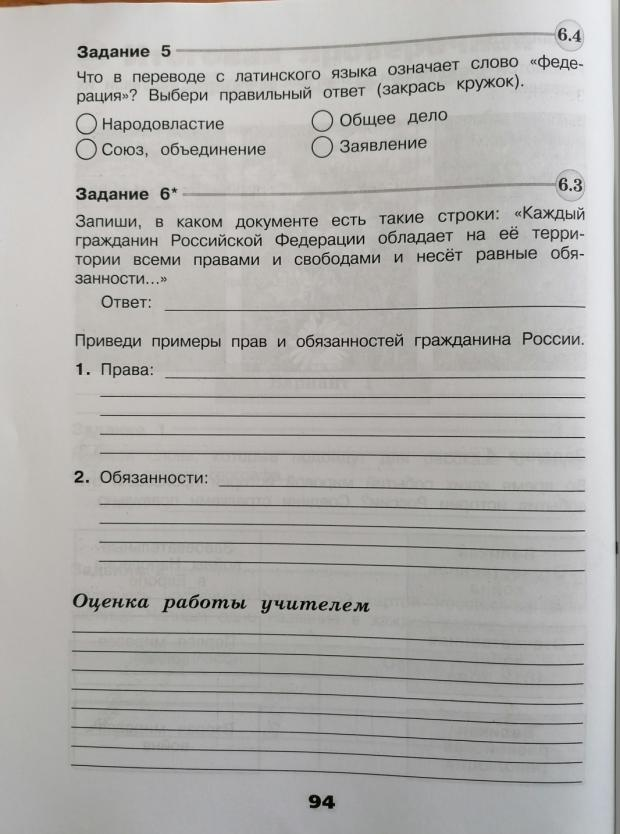 Задание 5
6.4
Что в переводе с латинского языка означает слово «феде-
рация»? Выбери правильный ответ (закрась кружок).
Народовластие
Общее дело
Союз, объединение
Заявление
Задание 6*
6.3
Запиши, в каком документе есть такие строки: «Каждый
гражданин Российской Федерации обладает на её терри-
тории всеми правами и свободами и несёт равные обя-
занности...»
Ответ:
Приведи примеры прав и обязанностей гражданина России.
1. Права:
2. Обязанности:
Оценка работы учителем
94